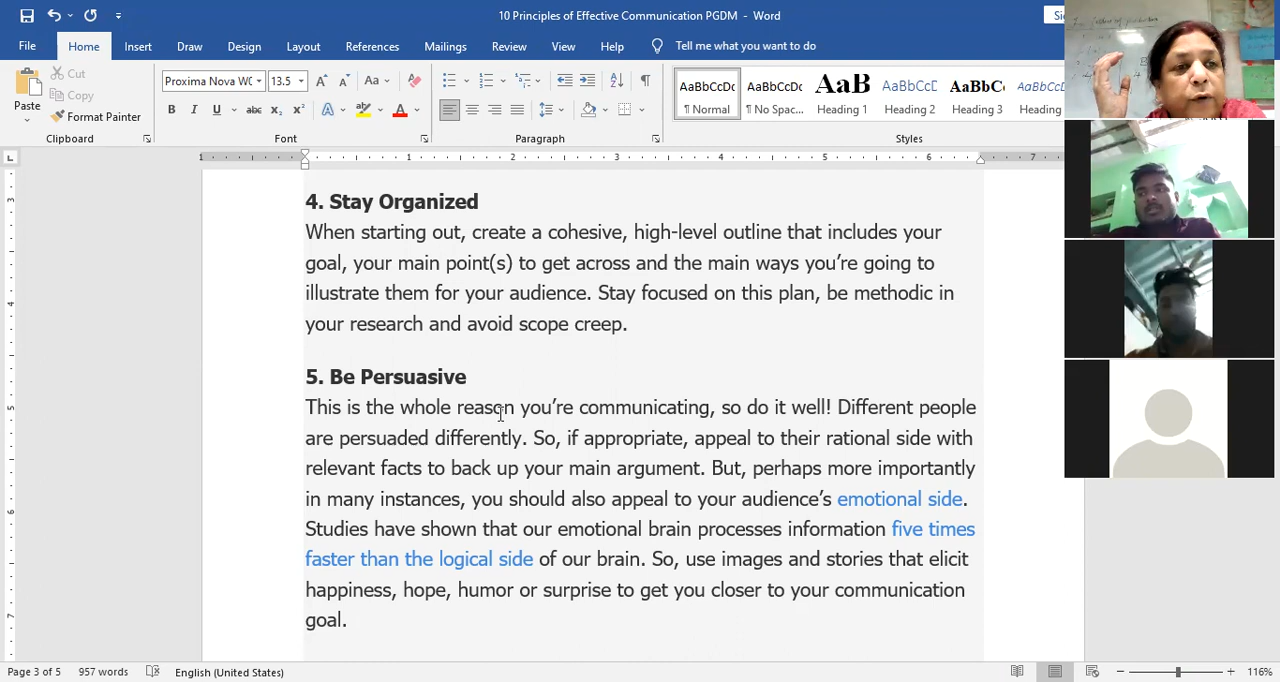 10 Principles of Effective Communication PGDM - Word
File Home Insert Draw Design Layout References Mailings Review View Help Tell me what you want to do
Paste
Cut
Copy
Format Painter
Clipboard
Proxima Nova W0 13.5
Font
Paragraph
AaBbCcDc AaBbCcDc AaB AaBbCcD AaBbC AaBbCcD
¶ Normal ¶ No Spac... Heading 1 Heading 2 Heading 3 Heading
Styles
4. Stay Organized
When starting out, create a cohesive, high-level outline that includes your
goal, your main point(s) to get across and the main ways you’re going to
illustrate them for your audience. Stay focused on this plan, be methodic in
your research and avoid scope creep.
5. Be Persuasive
This is the whole reason you’re communicating, so do it well! Different people
are persuaded differently. So, if appropriate, appeal to their rational side with
relevant facts to back up your main argument. But, perhaps more importantly
in many instances, you should also appeal to your audience’s emotional side.
Studies have shown that our emotional brain processes information five times
faster than the logical side of our brain. So, use images and stories that elicit
happiness, hope, humor or surprise to get you closer to your communication
goal.
Page 3 of 5 957 words English (United States) 116%